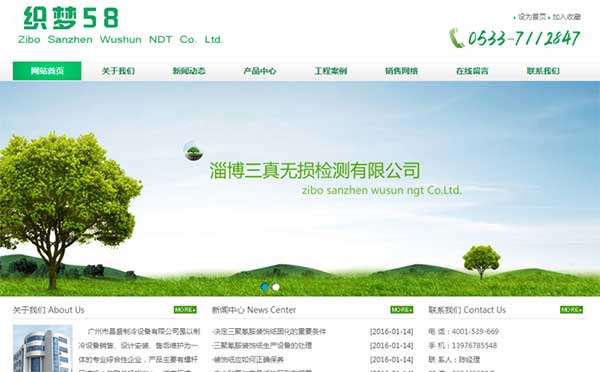 织梦58
Zibo Sanzhen Wushun NDT Co. Ltd.
设为首页 加入收藏
0533-7112847
网站首页 关于我们 新闻动态 产品中心 工程案例 销售网络 在线留言 联系我们
淄博三真无损检测有限公司
zibo sanzhen wusun ngt Co.Ltd.
关于我们 About Us MORE
新闻中心 News Center MORE
联系我们 Contact Us MORE
广州市昌盛制冷设备有限公司是以制
冷设备销售、设计安装、售后维护为一
体的专业综合性企业,产品主要有螺杆
·决定三聚氰胺装饰纸固化的重要条件 [2016-01-14]
·三聚氰胺装饰纸生产设备的处理 [2016-01-14]
·装饰纸应如何正确保养 [2016-01-14]
[2016-01-14]
电 话:4001-539-669
手 机:13976785548
联系人:陈经理